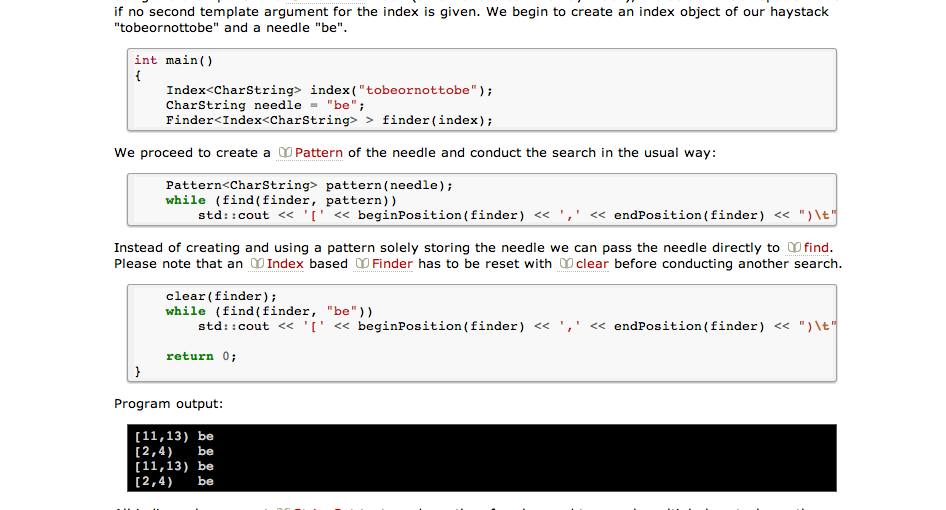 if no second template argument for the index is given. We begin to create an index object of our haystack
"tobeornottobe" and a needle "be".
int main()
{
    Index<CharString> index("tobeornottobe");
    CharString needle = "be";
    Finder<Index<CharString> > finder(index);
We proceed to create a Pattern of the needle and conduct the search in the usual way:
    Pattern<CharString> pattern(needle);
    while (find(finder, pattern))
        std::cout << '[' << beginPosition(finder) << ',' << endPosition(finder) << ")\t"
Instead of creating and using a pattern solely storing the needle we can pass the needle directly to find.
Please note that an Index based Finder has to be reset with clear before conducting another search.
    clear(finder);
    while (find(finder, "be"))
        std::cout << '[' << beginPosition(finder) << ',' << endPosition(finder) << ")\t"
    return 0;
}
Program output:
[11,13) be
[2,4)   be
[11,13) be
[2,4)   be